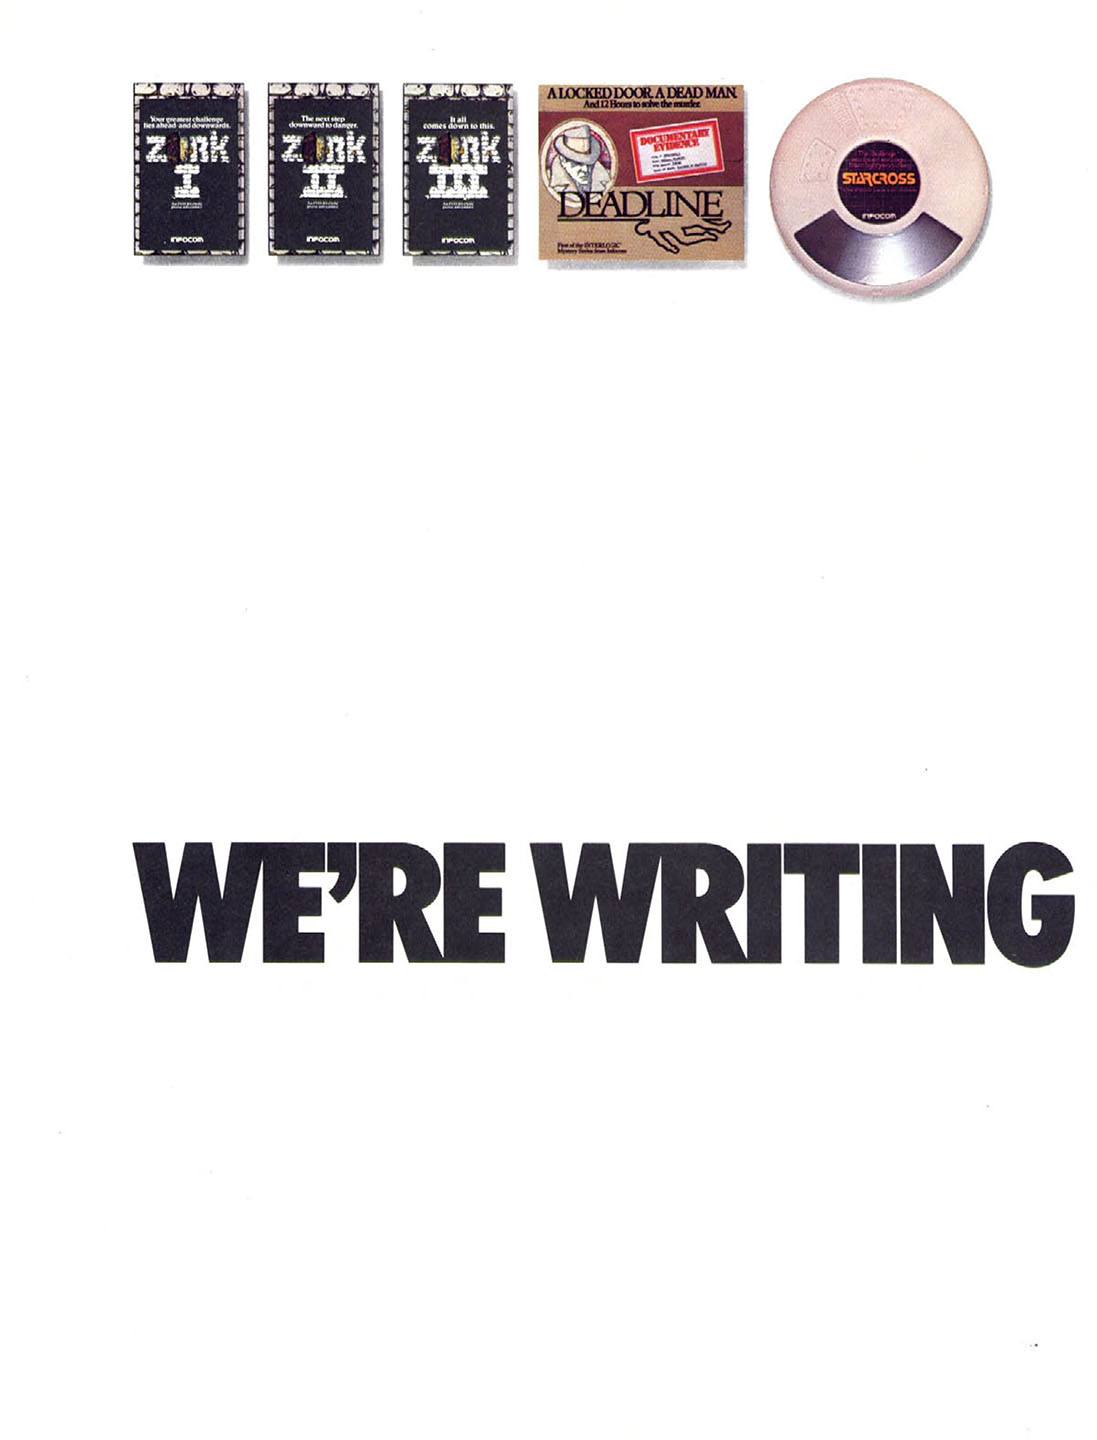 Your greatest challenge
lies ahead-and downwards.
ZORK
I
INFOCOM
The next step
downward to danger.
ZORK
II
INFOCOM
It all
comes down to this.
ZORK
III
INFOCOM
A LOCKED DOOR. A DEAD MAN.
And 12 Hours to solve the murder.
DOCUMENTARY
EVIDENCE
DEADLINE
First of the INTERLOGIC
Mystery Series from Infocom
STARCROSS
INFOCOM
WE'RE WRITING